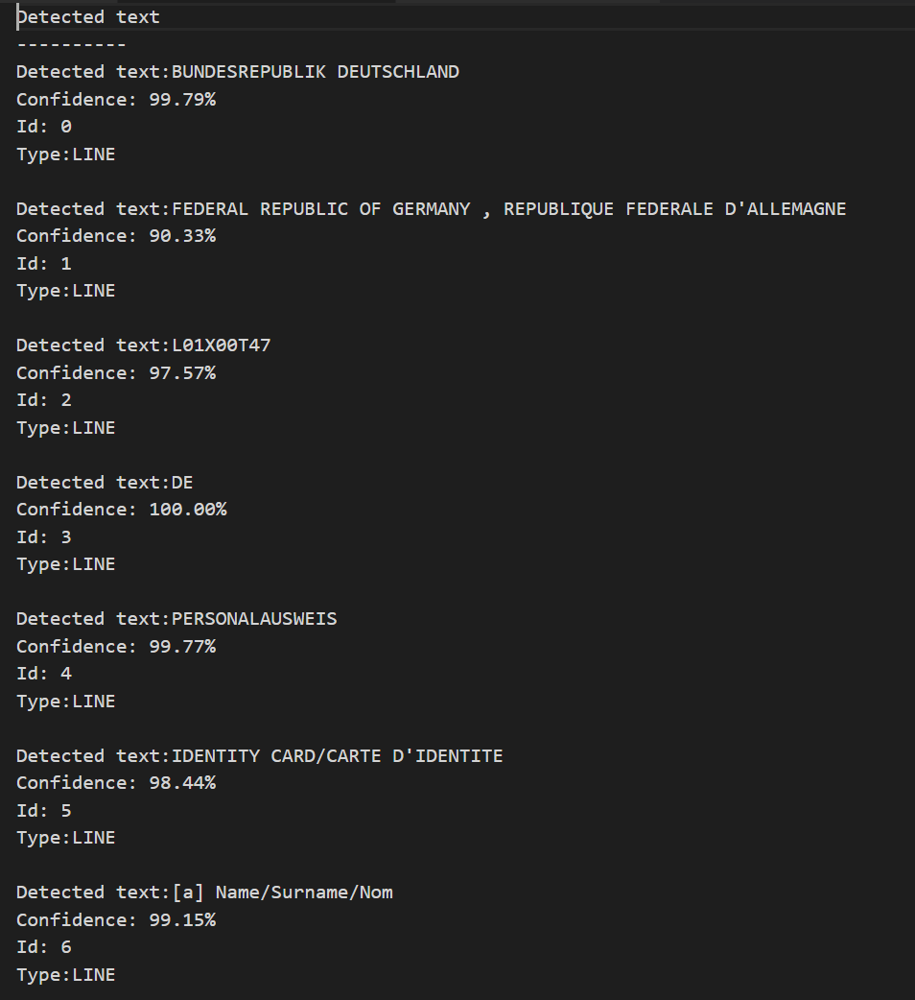 Detected text
----------
Detected text:BUNDESREPUBLIK DEUTSCHLAND
Confidence: 99.79%
Id: 0
Type:LINE
Detected text:FEDERAL REPUBLIC OF GERMANY , REPUBLIQUE FEDERALE D'ALLEMAGNE
Confidence: 90.33%
Id: 1
Type:LINE
Detected text:L01X00T47
Confidence: 97.57%
Id: 2
Type:LINE
Detected text:DE
Confidence: 100.00%
Id: 3
Type:LINE
Detected text:PERSONALAUSWEIS
Confidence: 99.77%
Id: 4
Type:LINE
Detected text:IDENTITY CARD/CARTE D'IDENTITE
Confidence: 98.44%
Id: 5
Type:LINE
Detected text:[a] Name/Surname/Nom
Confidence: 99.15%
Id: 6
Type:LINE